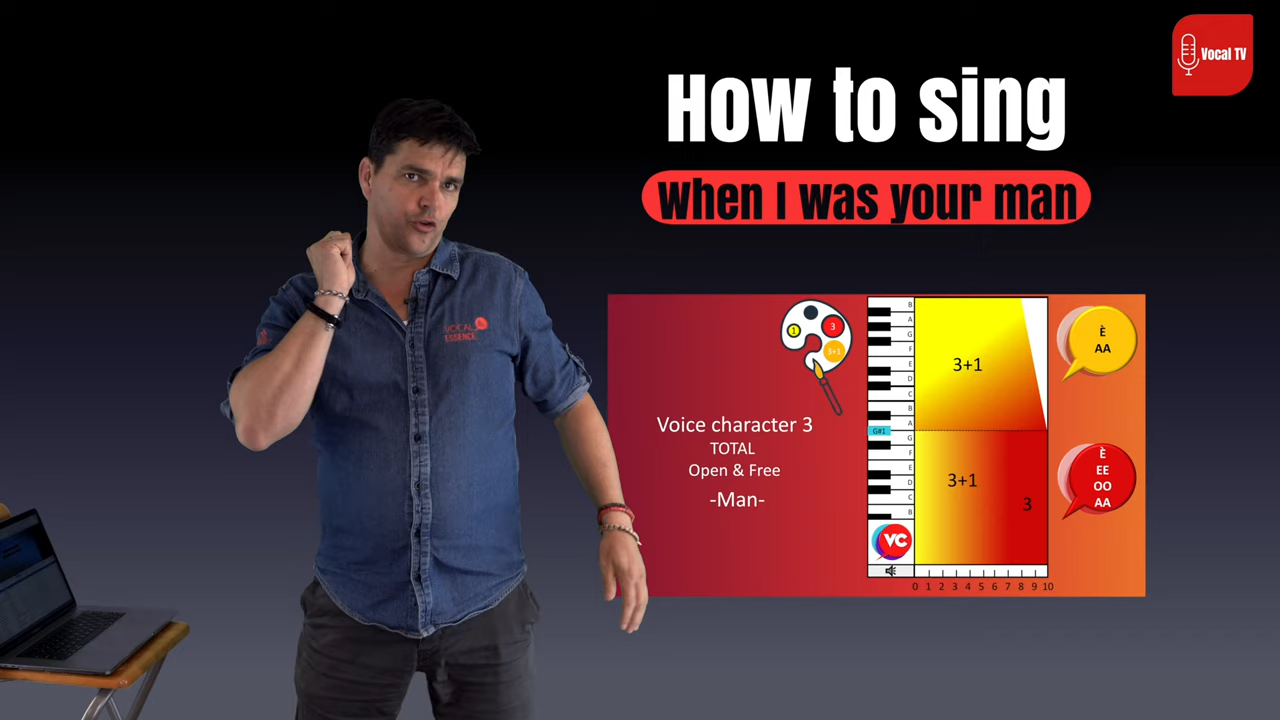 Vocal TV
How to sing
When I was your man
VOCAL
ESSENCE
1
3
3+1
Voice character 3
TOTAL
Open & Free
-Man-
B
A
G
F
E
D
C
B
A
G#1
G
F
E
D
C
B
VC
3+1
3+1
3
0 1 2 3 4 5 6 7 8 9 10
È
AA
È
EE
OO
AA